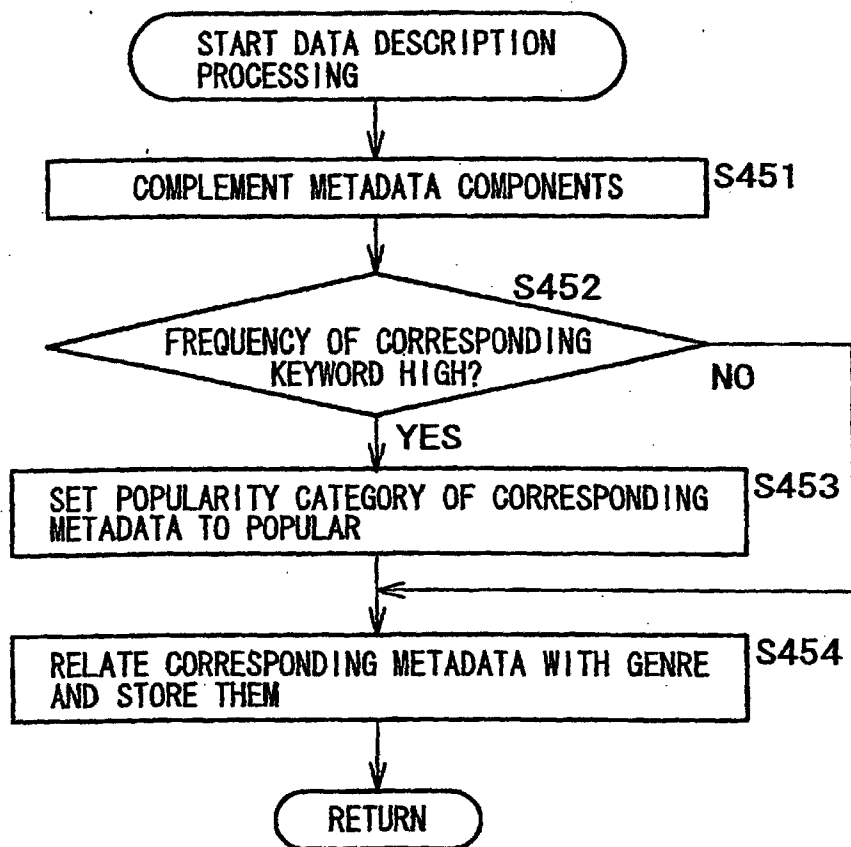 START DATA DESCRIPTION
PROCESSING
COMPLEMENT METADATA COMPONENTS
S451
S452
FREQUENCY OF CORRESPONDING
KEYWORD HIGH?
NO
YES
SET POPULARITY CATEGORY OF CORRESPONDING
METADATA TO POPULAR
S453
RELATE CORRESPONDING METADATA WITH GENRE
AND STORE THEM
S454
RETURN